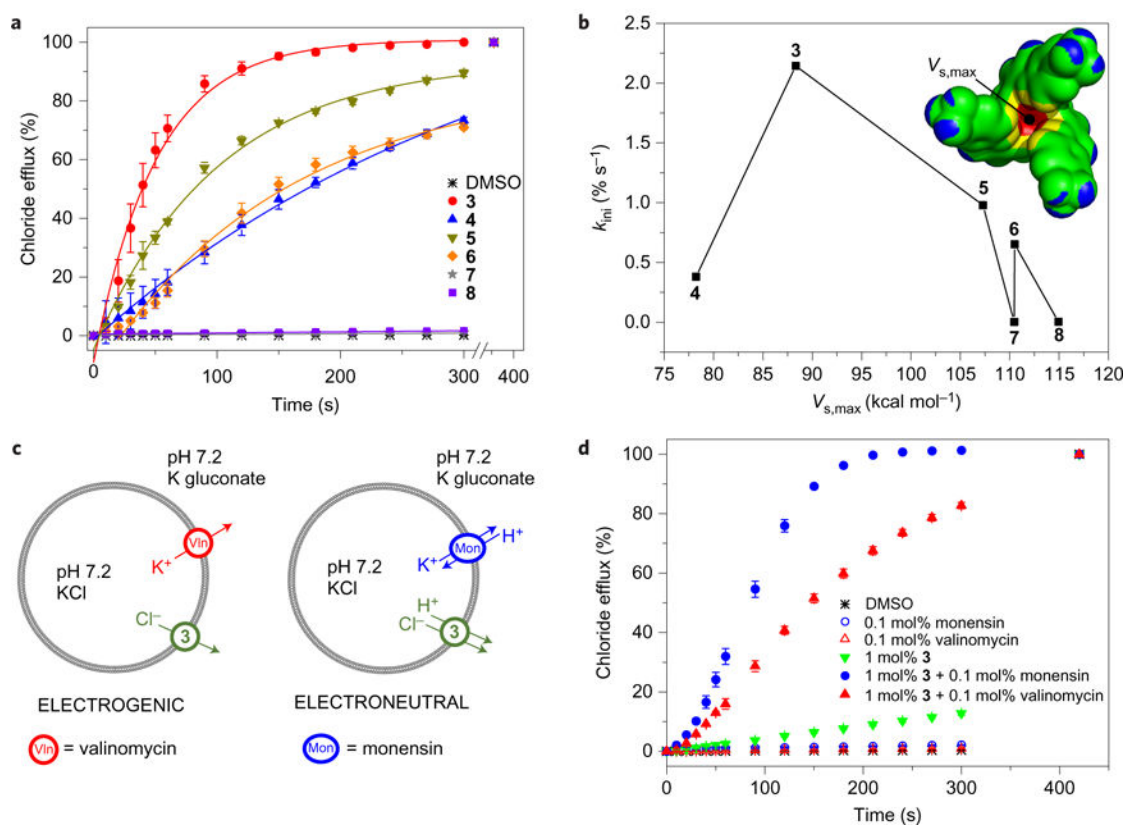 a
Chloride efflux (%)
100
80
60
40
20
0
0
100
200
300
400
Time (s)
DMSO
3
4
5
6
7
8
b
k_ini (% s⁻¹)
2.5
2.0
1.5
1.0
0.5
0.0
75
80
85
90
95
100
105
110
115
120
V_s,max (kcal mol⁻¹)
3
4
5
6
7
8
V_s,max
c
pH 7.2
K gluconate
pH 7.2
KCl
Vln
K⁺
Cl⁻
3
ELECTROGENIC
Vln = valinomycin
pH 7.2
K gluconate
pH 7.2
KCl
Mon
K⁺
H⁺
H⁺
Cl⁻
3
ELECTRONEUTRAL
Mon = monensin
d
Chloride efflux (%)
100
80
60
40
20
0
0
100
200
300
400
Time (s)
DMSO
0.1 mol% monensin
0.1 mol% valinomycin
1 mol% 3
1 mol% 3 + 0.1 mol% monensin
1 mol% 3 + 0.1 mol% valinomycin